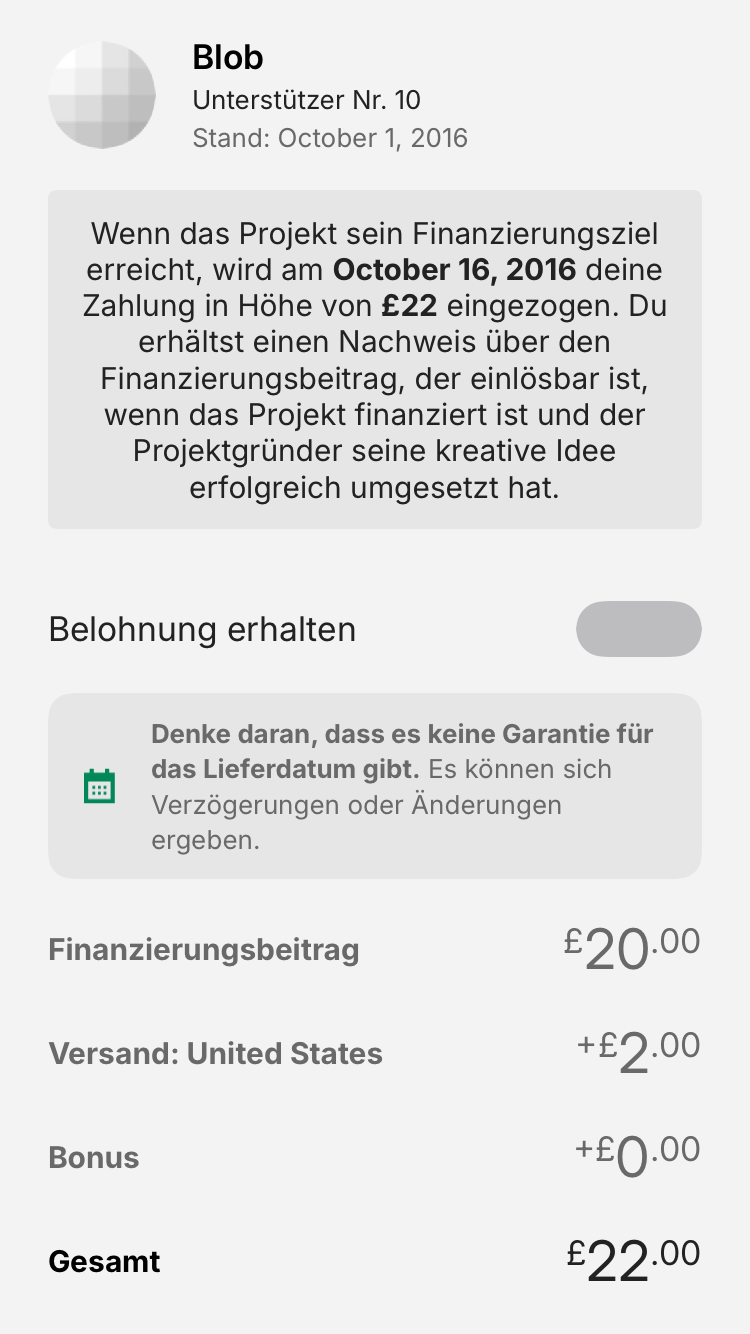 Blob
Unterstützer Nr. 10
Stand: October 1, 2016
Wenn das Projekt sein Finanzierungsziel
erreicht, wird am October 16, 2016 deine
Zahlung in Höhe von £22 eingezogen. Du
erhältst einen Nachweis über den
Finanzierungsbeitrag, der einlösbar ist,
wenn das Projekt finanziert ist und der
Projektgründer seine kreative Idee
erfolgreich umgesetzt hat.
Belohnung erhalten
Denke daran, dass es keine Garantie für
das Lieferdatum gibt. Es können sich
Verzögerungen oder Änderungen
ergeben.
Finanzierungsbeitrag £20.00
Versand: United States +£2.00
Bonus +£0.00
Gesamt £22.00